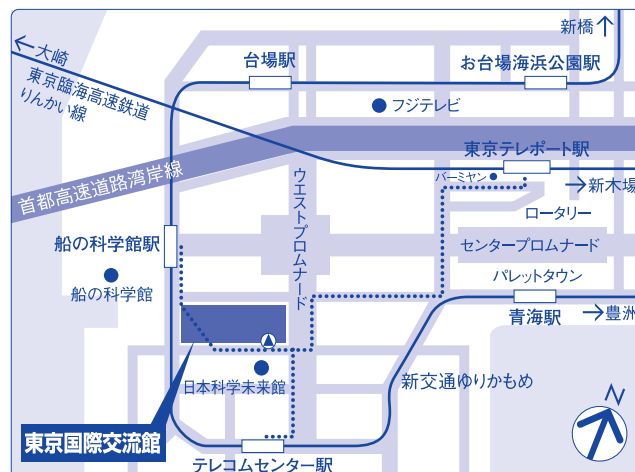 新橋
大崎
台場駅
お台場海浜公園駅
東京臨海高速鉄道
りんかい線
フジテレビ
東京テレポート駅
首都高速道路湾岸線
バーミヤン
新木場
ウエストプロムナード
ロータリー
船の科学館駅
センタープロムナード
船の科学館
パレットタウン
青海駅
豊洲
日本科学未来館
新交通ゆりかもめ
東京国際交流館
テレコムセンター駅
N